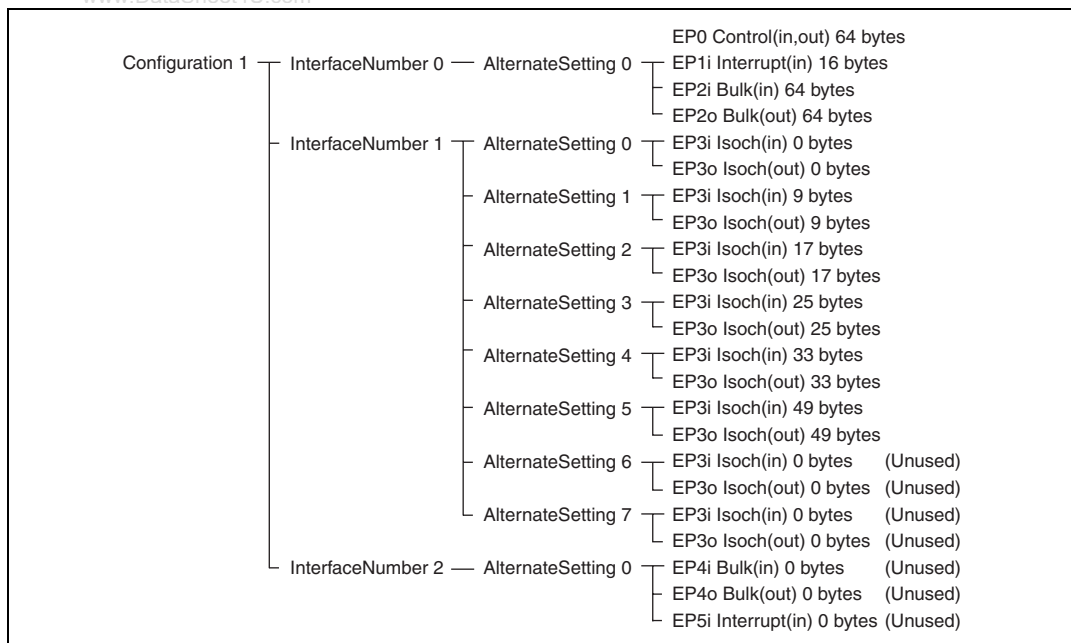 www.DataSheet4U.com
EP0 Control(in,out) 64 bytes
Configuration 1 InterfaceNumber 0 AlternateSetting 0 EP1i Interrupt(in) 16 bytes
EP2i Bulk(in) 64 bytes
EP2o Bulk(out) 64 bytes
InterfaceNumber 1 AlternateSetting 0 EP3i Isoch(in) 0 bytes
EP3o Isoch(out) 0 bytes
AlternateSetting 1 EP3i Isoch(in) 9 bytes
EP3o Isoch(out) 9 bytes
AlternateSetting 2 EP3i Isoch(in) 17 bytes
EP3o Isoch(out) 17 bytes
AlternateSetting 3 EP3i Isoch(in) 25 bytes
EP3o Isoch(out) 25 bytes
AlternateSetting 4 EP3i Isoch(in) 33 bytes
EP3o Isoch(out) 33 bytes
AlternateSetting 5 EP3i Isoch(in) 49 bytes
EP3o Isoch(out) 49 bytes
AlternateSetting 6 EP3i Isoch(in) 0 bytes (Unused)
EP3o Isoch(out) 0 bytes (Unused)
AlternateSetting 7 EP3i Isoch(in) 0 bytes (Unused)
EP3o Isoch(out) 0 bytes (Unused)
InterfaceNumber 2 AlternateSetting 0 EP4i Bulk(in) 0 bytes (Unused)
EP4o Bulk(out) 0 bytes (Unused)
EP5i Interrupt(in) 0 bytes (Unused)